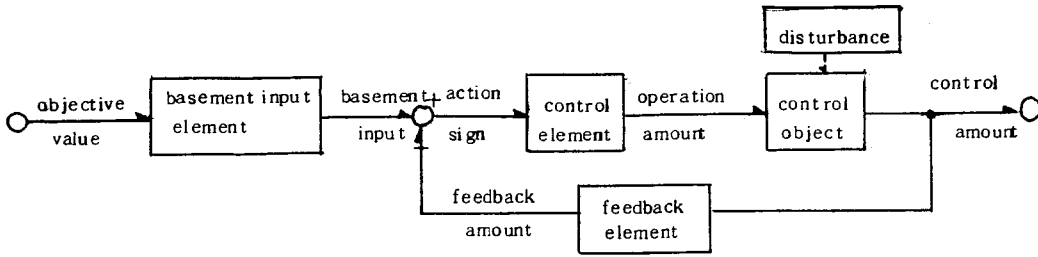 disturbance
abjective
value
basement input
element
basement
input
+
action
sign
control
element
operation
amount
control
object
control
amount
feedback
amount
feedback
element